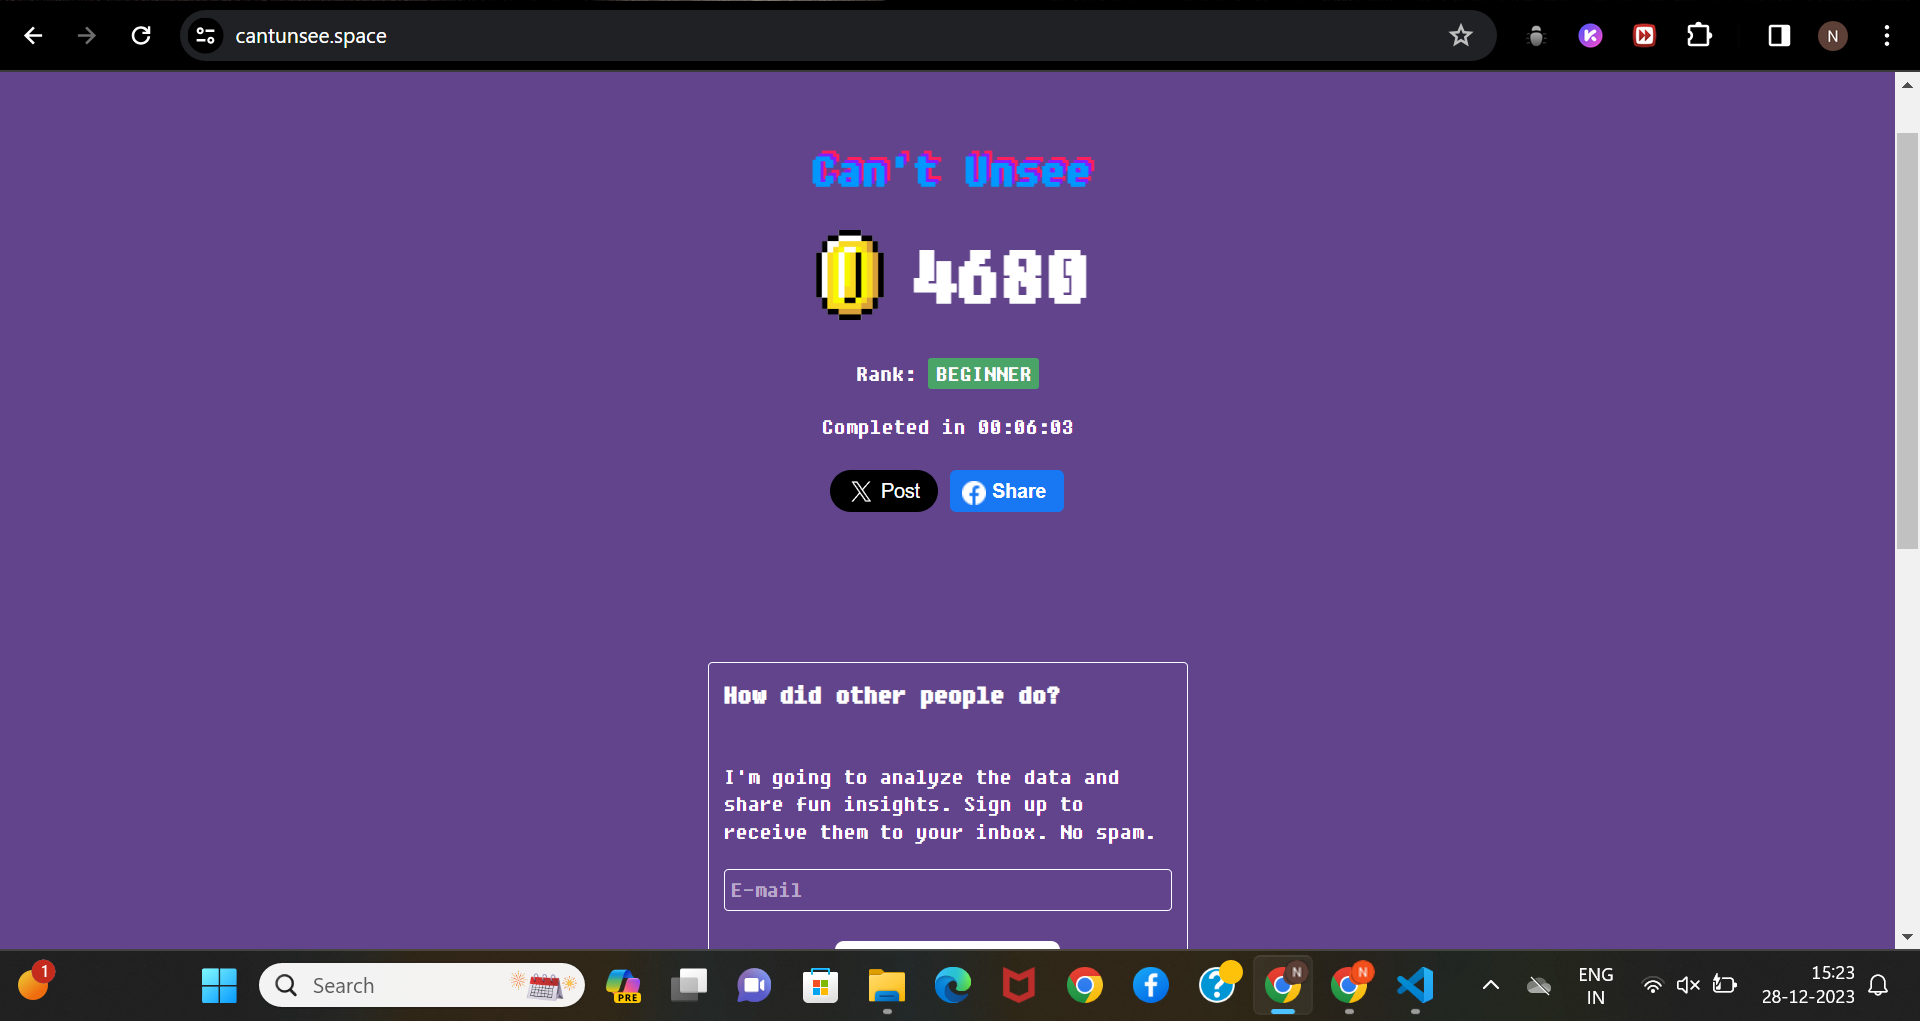 cantunsee.space
N
Can't Unsee
4680
Rank: BEGINNER
Completed in 00:06:03
Post
Share
How did other people do?
I'm going to analyze the data and
share fun insights. Sign up to
receive them to your inbox. No spam.
E-mail
1
Search
PRE
N
N
ENG
IN
15:23
28-12-2023